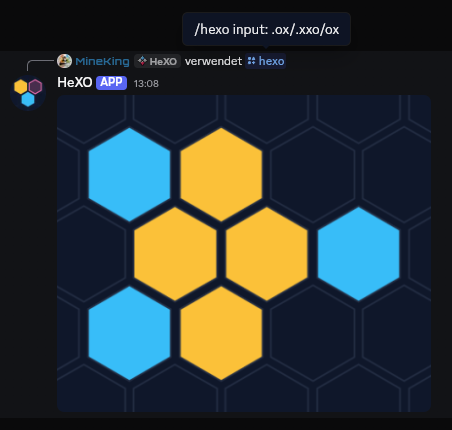 /hexo input: .ox/.xxo/ox
MineKing HeXO verwendet hexo
HeXO APP 13:08